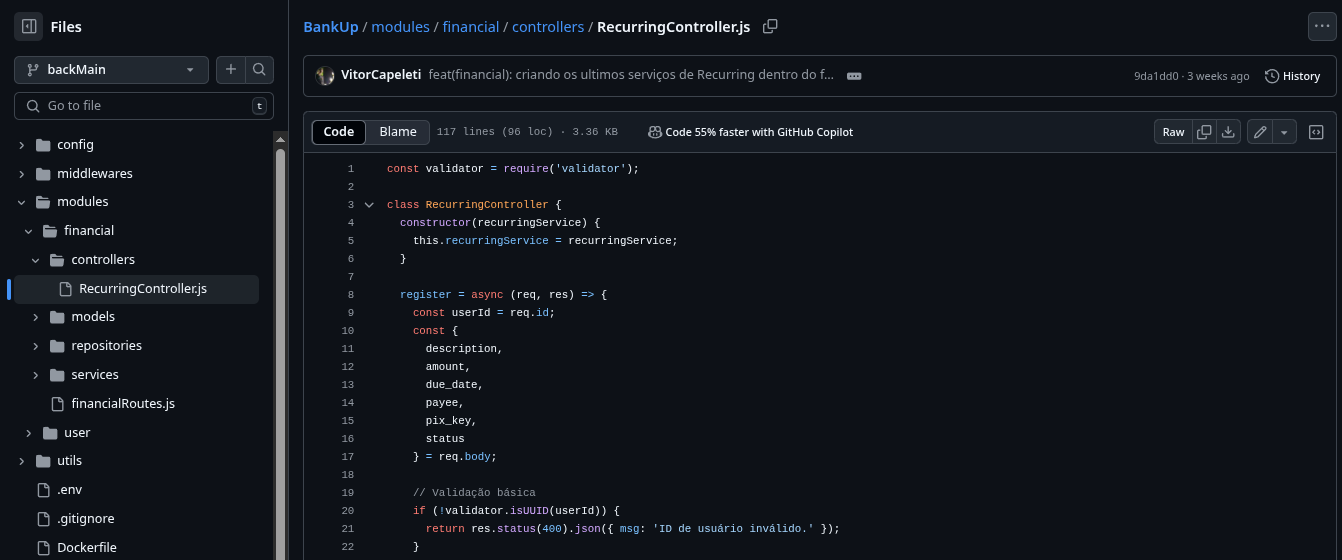 Files
backMain
Go to file
t
config
middlewares
modules
financial
controllers
RecurringController.js
models
repositories
services
financialRoutes.js
user
utils
.env
.gitignore
Dockerfile
BankUp / modules / financial / controllers / RecurringController.js
VitorCapeleti feat(financial): criando os ultimos serviços de Recurring dentro do f...
9da1dd0 · 3 weeks ago History
Code Blame 117 lines (96 loc) · 3.36 KB Code 55% faster with GitHub Copilot Raw
1 const validator = require('validator');
2
3 class RecurringController {
4 constructor(recurringService) {
5 this.recurringService = recurringService;
6 }
7
8 register = async (req, res) => {
9 const userId = req.id;
10 const {
11 description,
12 amount,
13 due_date,
14 payee,
15 pix_key,
16 status
17 } = req.body;
18
19 // Validação básica
20 if (!validator.isUUID(userId)) {
21 return res.status(400).json({ msg: 'ID de usuário inválido.' });
22 }